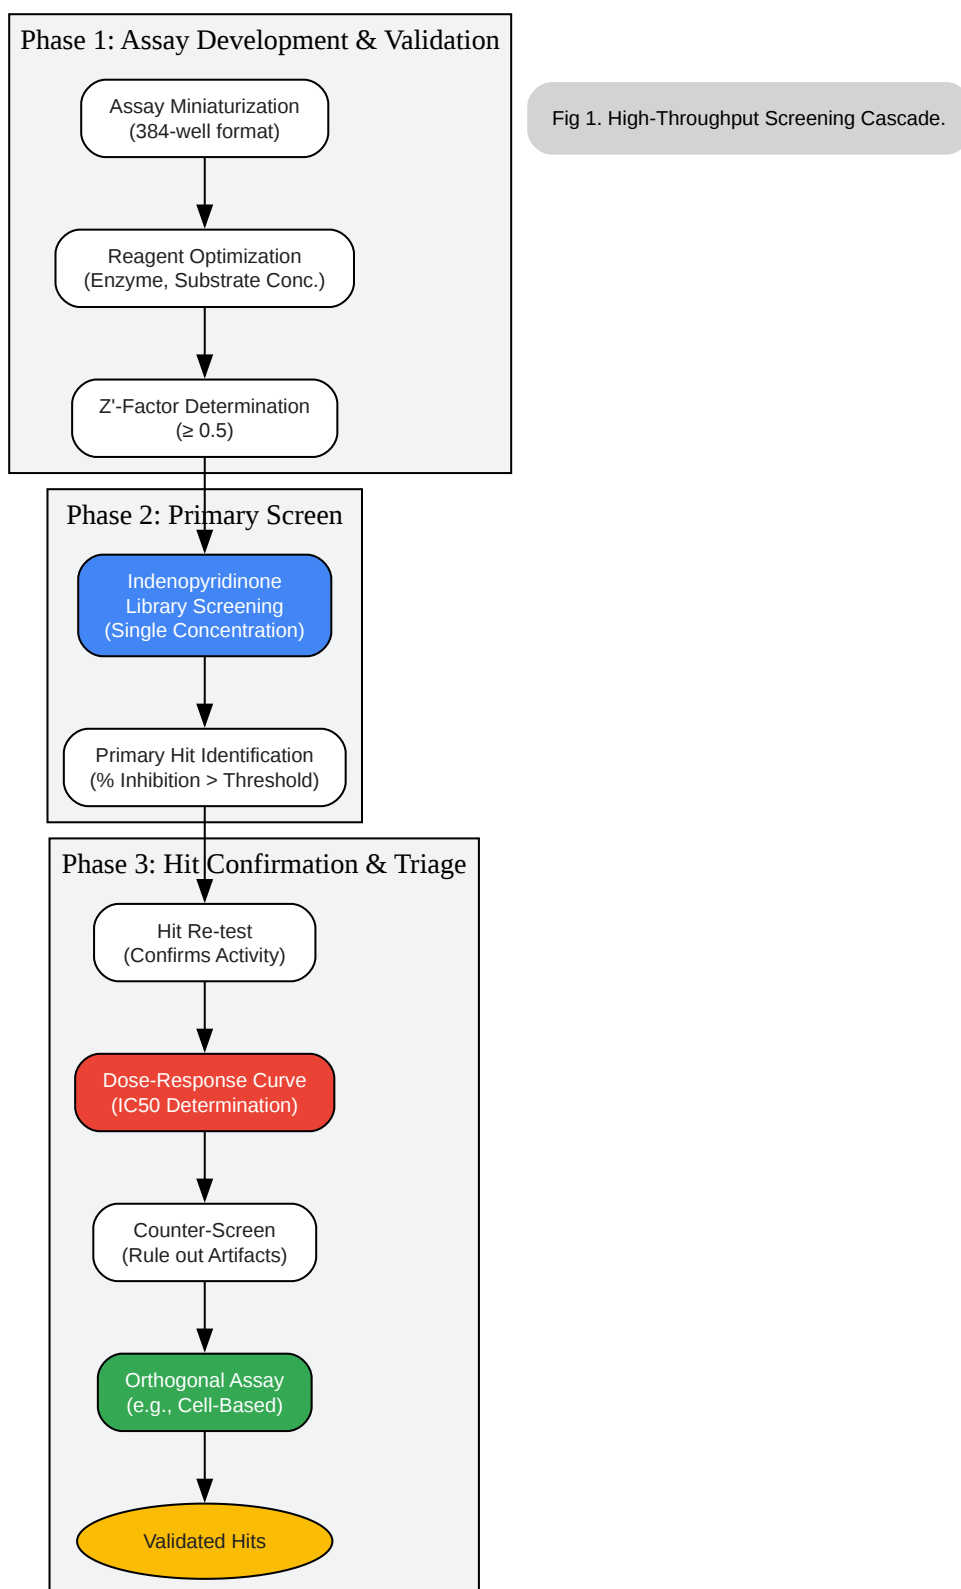 Phase 1: Assay Development & Validation
Assay Miniaturization
(384-well format)
Fig 1. High-Throughput Screening Cascade.
Reagent Optimization
(Enzyme, Substrate Conc.)
Z'-Factor Determination
(≥ 0.5)
Phase 2: Primary Screen
Indenopyridinone
Library Screening
(Single Concentration)
Primary Hit Identification
(% Inhibition > Threshold)
Phase 3: Hit Confirmation & Triage
Hit Re-test
(Confirms Activity)
Dose-Response Curve
(IC50 Determination)
Counter-Screen
(Rule out Artifacts)
Orthogonal Assay
(e.g., Cell-Based)
Validated Hits